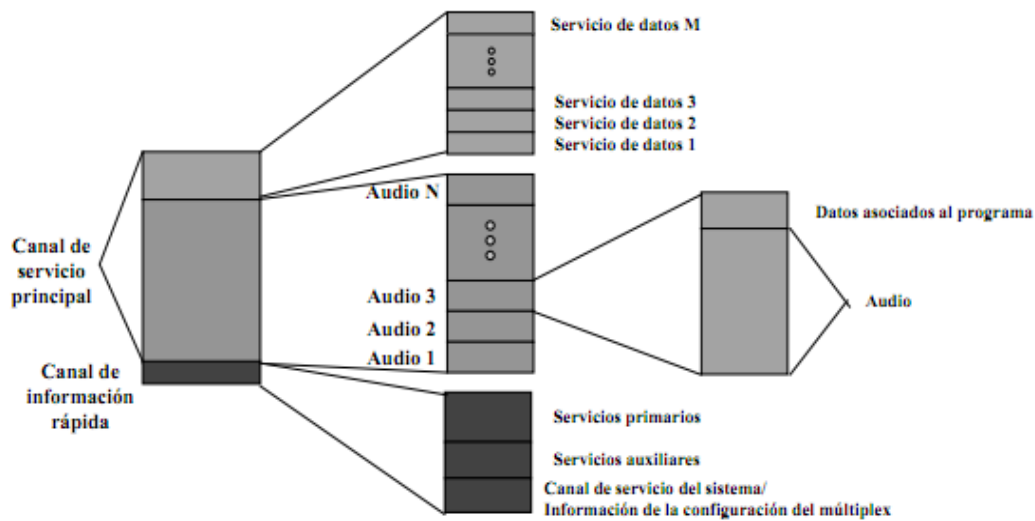 Servicio de datos M
Servicio de datos 3
Servicio de datos 2
Servicio de datos 1
Audio N
Datos asociados al programa
Canal de
servicio
principal
Audio 3
Audio
Audio 2
Audio 1
Canal de
información
rápida
Servicios primarios
Servicios auxiliares
Canal de servicio del sistema/
Información de la configuración del múltiplex